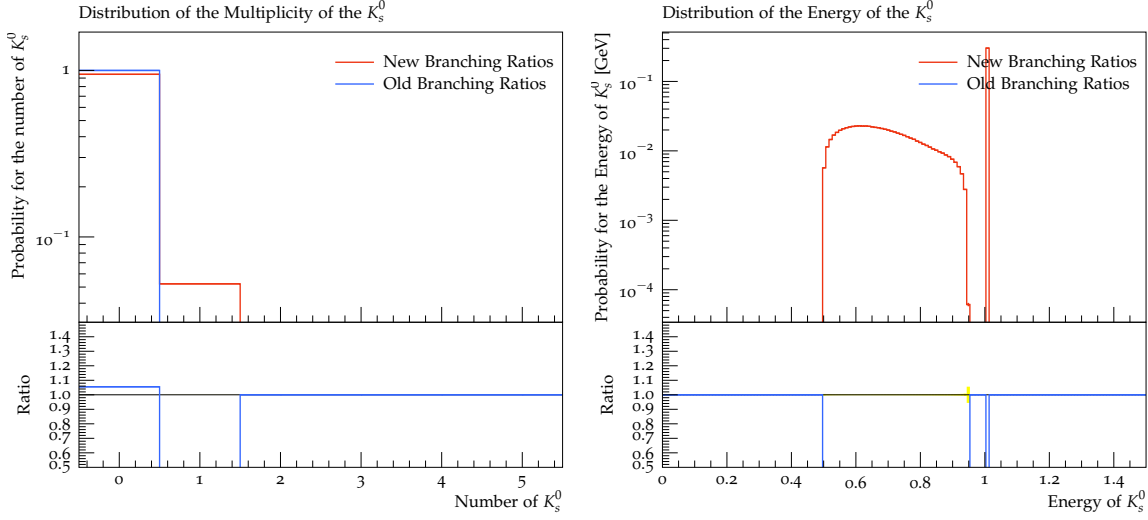 Distribution of the Multiplicity of the K_s^0
Probability for the number of K_s^0
1
10^−1
New Branching Ratios
Old Branching Ratios
Ratio
1.4
1.3
1.2
1.1
1.0
0.9
0.8
0.7
0.6
0.5
0 1 2 3 4 5
Number of K_s^0
Distribution of the Energy of the K_s^0
Probability for the Energy of K_s^0 [GeV]
10^−1
10^−2
10^−3
10^−4
New Branching Ratios
Old Branching Ratios
Ratio
1.4
1.3
1.2
1.1
1.0
0.9
0.8
0.7
0.6
0.5
0 0.2 0.4 0.6 0.8 1 1.2 1.4
Energy of K_s^0